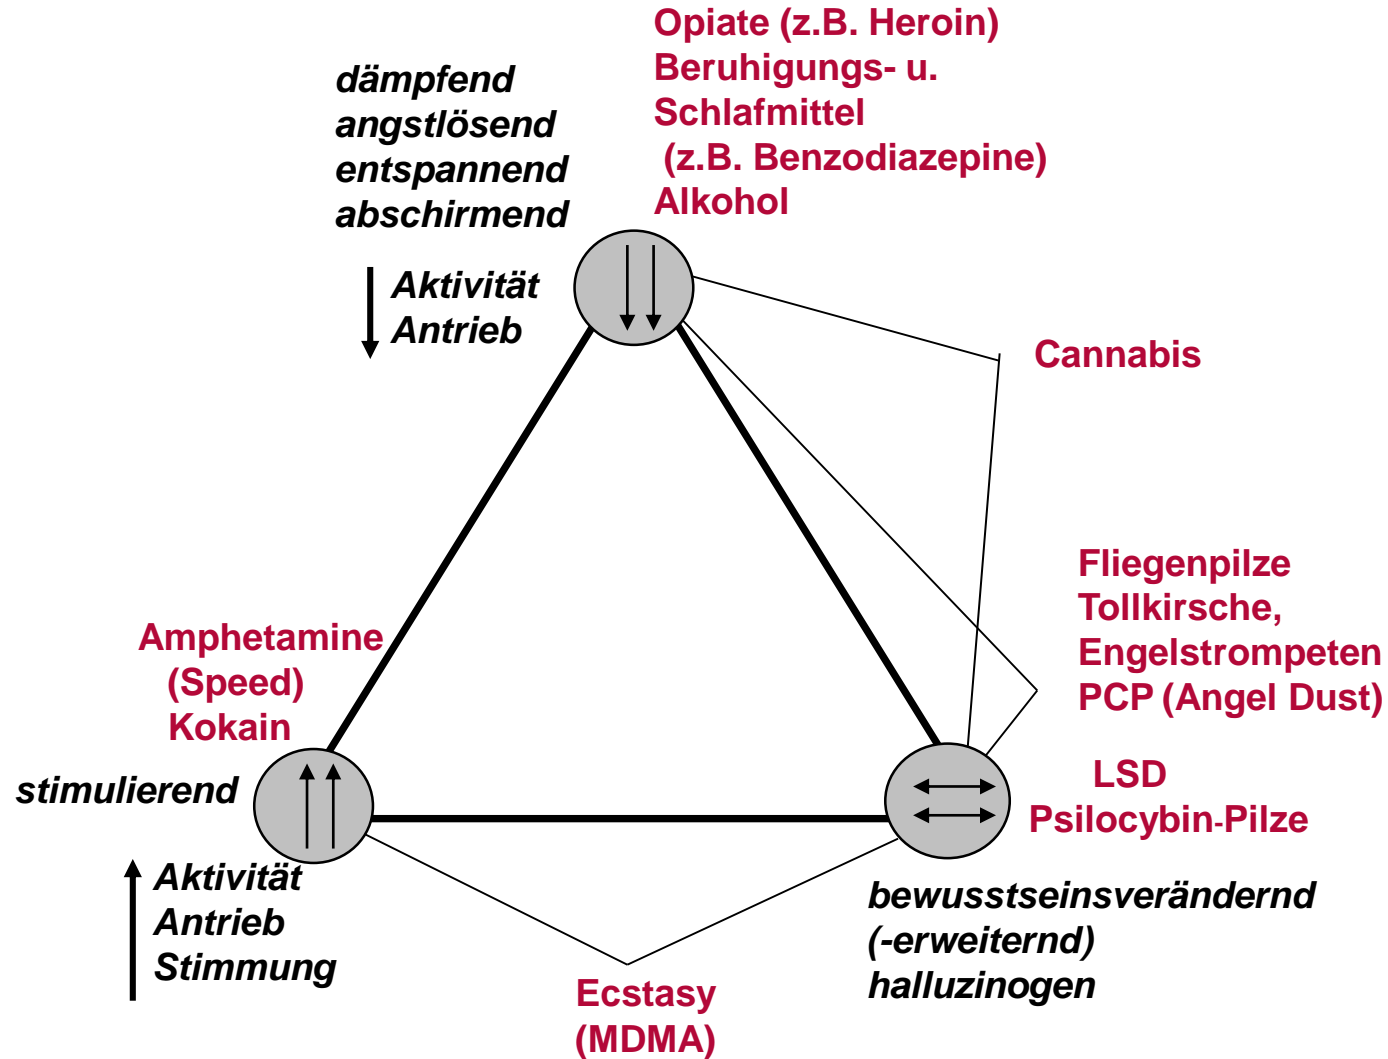 Opiate (z.B. Heroin)
Beruhigungs- u.
Schlafmittel
(z.B. Benzodiazepine)
Alkohol
dämpfend
angstlösend
entspannend
abschirmend
Aktivität
Antrieb
Cannabis
Fliegenpilze
Tollkirsche,
Engelstrompeten
PCP (Angel Dust)
Amphetamine
(Speed)
Kokain
stimulierend
Aktivität
Antrieb
Stimmung
LSD
Psilocybin-Pilze
bewusstseinsverändernd
(-erweiternd)
halluzinogen
Ecstasy
(MDMA)